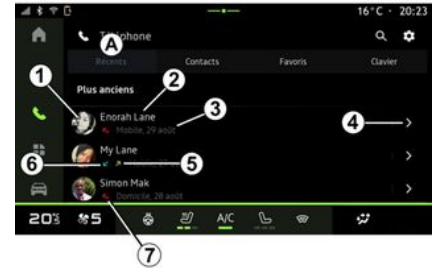 16°C · 20:23
A
Téléphone
Récents Contacts Favoris Clavier
Plus anciens
1 2 3 4 5 6 7
Enorah Lane
Mobile, 29 août
My Lane
Simon Mak
Domicile, 28 août
20°5 5 A/C